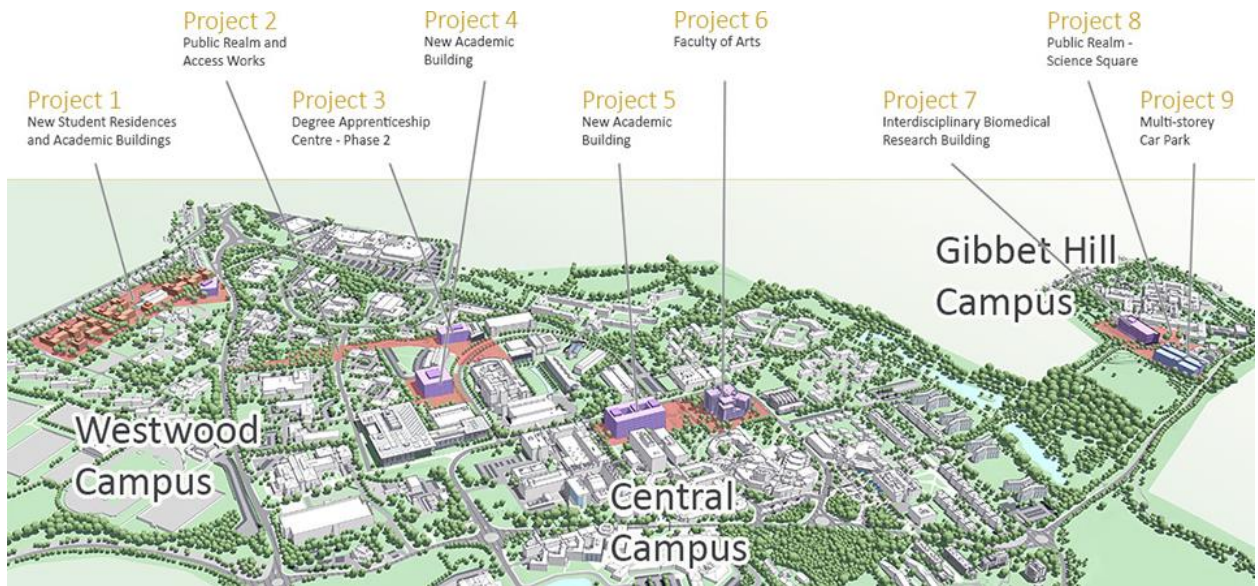 Project 1
New Student Residences
and Academic Buildings
Project 2
Public Realm and
Access Works
Project 3
Degree Apprenticeship
Centre - Phase 2
Project 4
New Academic
Building
Project 5
New Academic
Building
Project 6
Faculty of Arts
Project 7
Interdisciplinary Biomedical
Research Building
Project 8
Public Realm -
Science Square
Project 9
Multi-storey
Car Park
Westwood
Campus
Central
Campus
Gibbet Hill
Campus